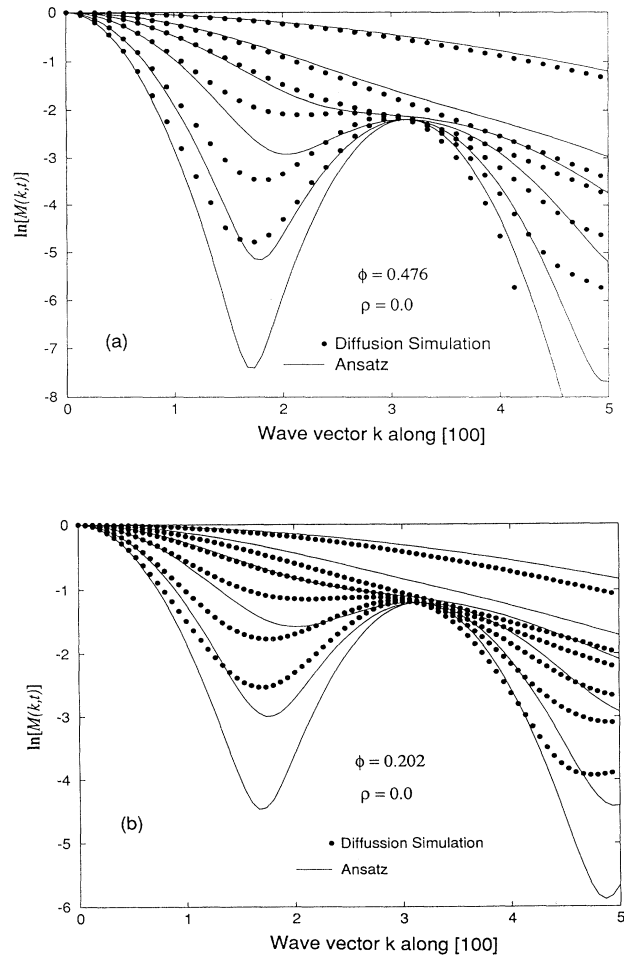 0
-1
-2
-3
-4
-5
-6
-7
-8
ln[M(k,t)]
ϕ = 0.476
ρ = 0.0
(a)
• Diffusion Simulation
Ansatz
0 1 2 3 4 5
Wave vector k along [100]
0
-1
-2
-3
-4
-5
-6
ln[M(k,t)]
ϕ = 0.202
ρ = 0.0
(b)
• Diffussion Simulation
Ansatz
0 1 2 3 4 5
Wave vector k along [100]